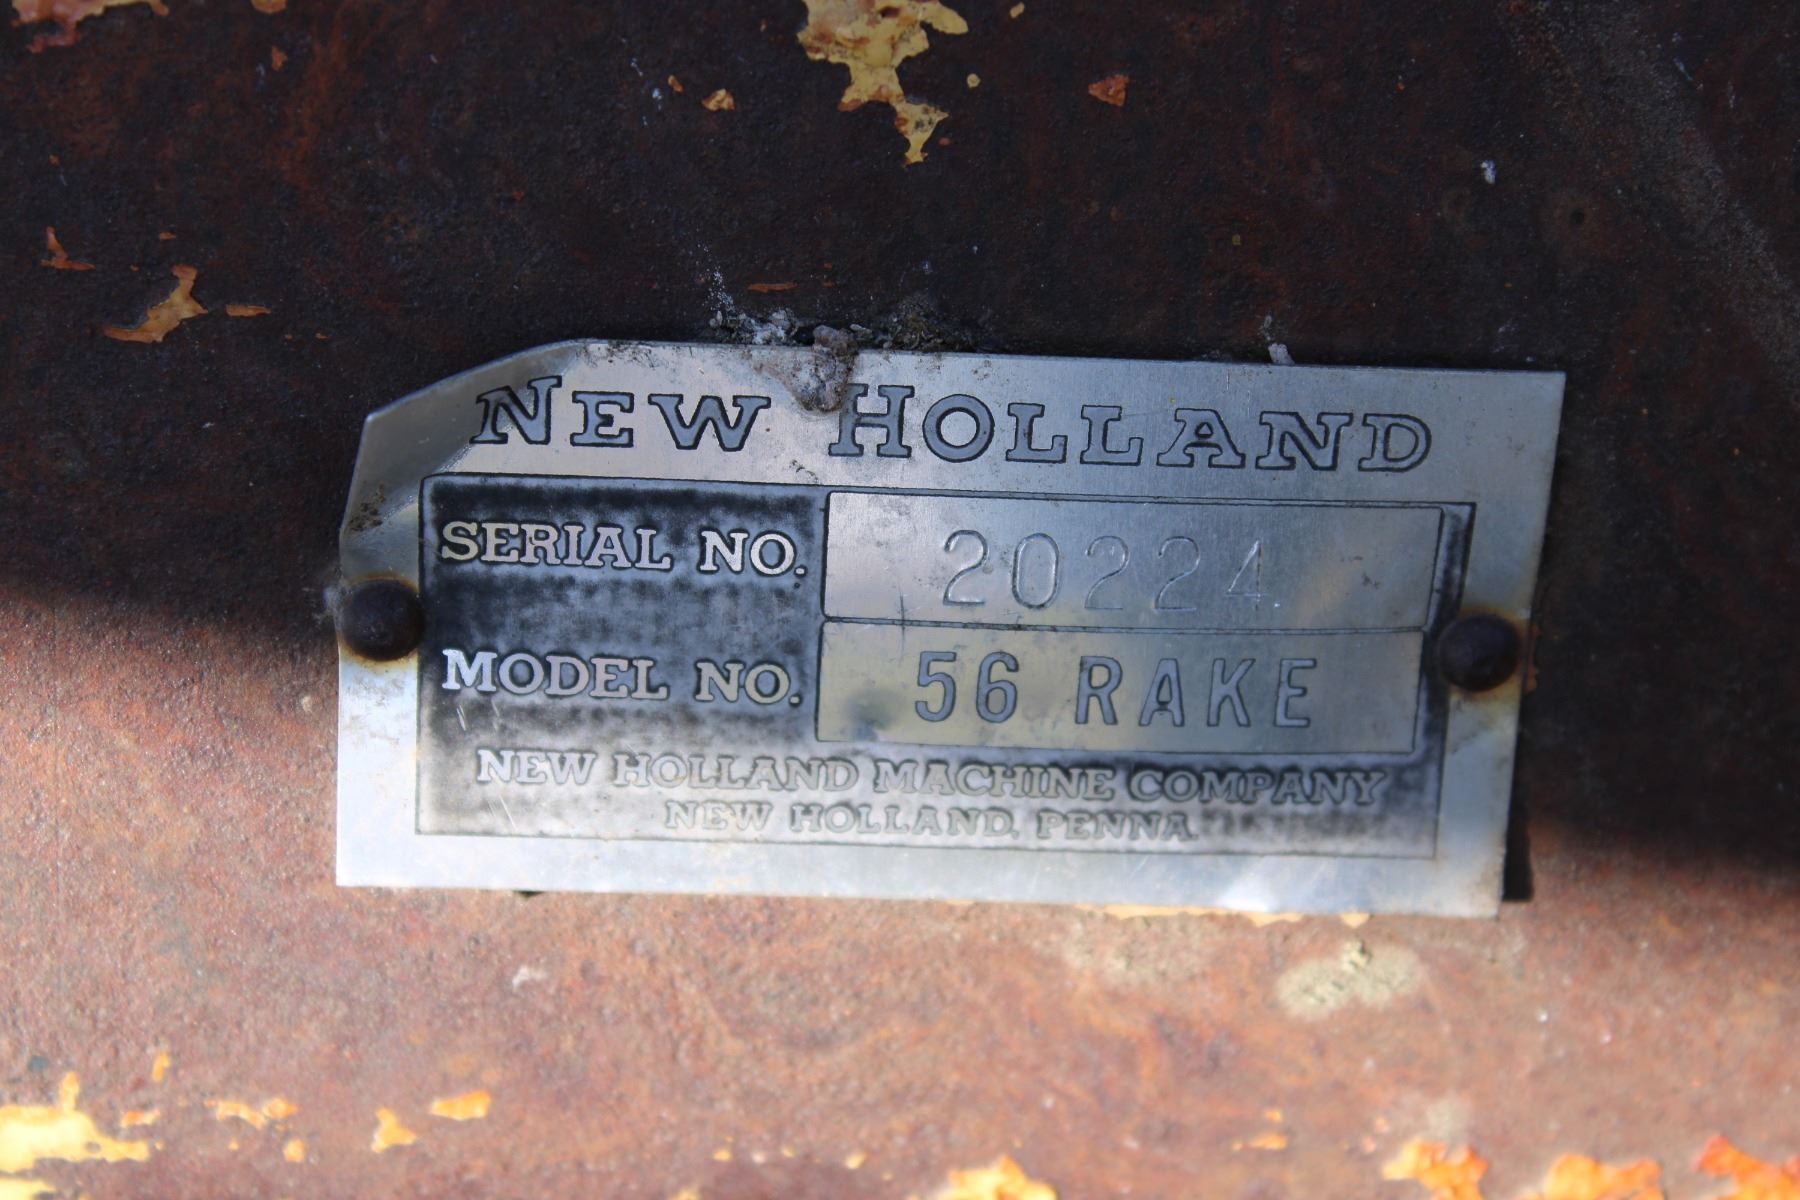 NEW HOLLAND
SERIAL NO. 20224
MODEL NO. 56 RAKE
NEW HOLLAND MACHINE COMPANY
NEW HOLLAND, PENNA.